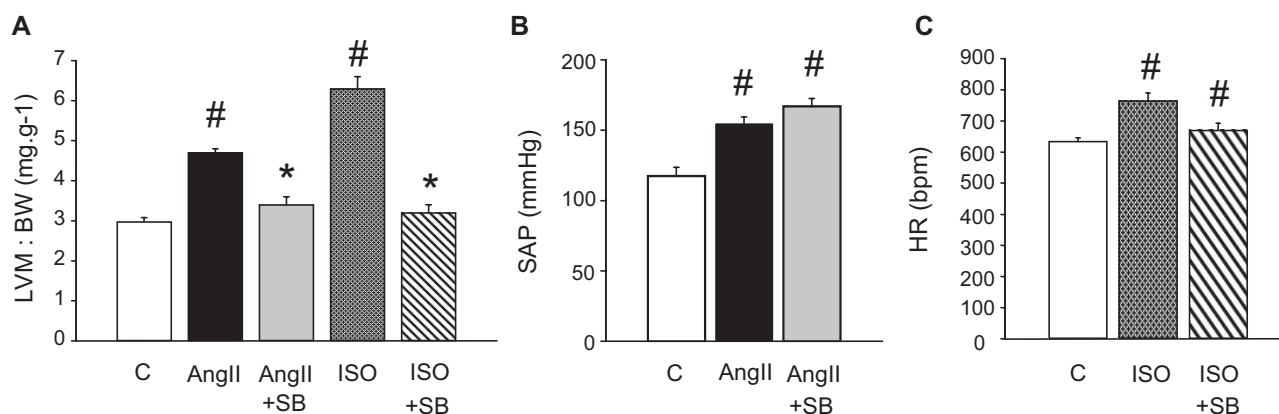 A
LVM : BW (mg.g-1)
7
6
5
4
3
2
1
0
#
*
#
*
C
AngII
AngII
+SB
ISO
ISO
+SB
B
SAP (mmHg)
200
150
100
50
0
#
#
C
AngII
AngII
+SB
C
HR (bpm)
900
800
700
600
500
400
300
200
100
0
#
#
C
ISO
ISO
+SB